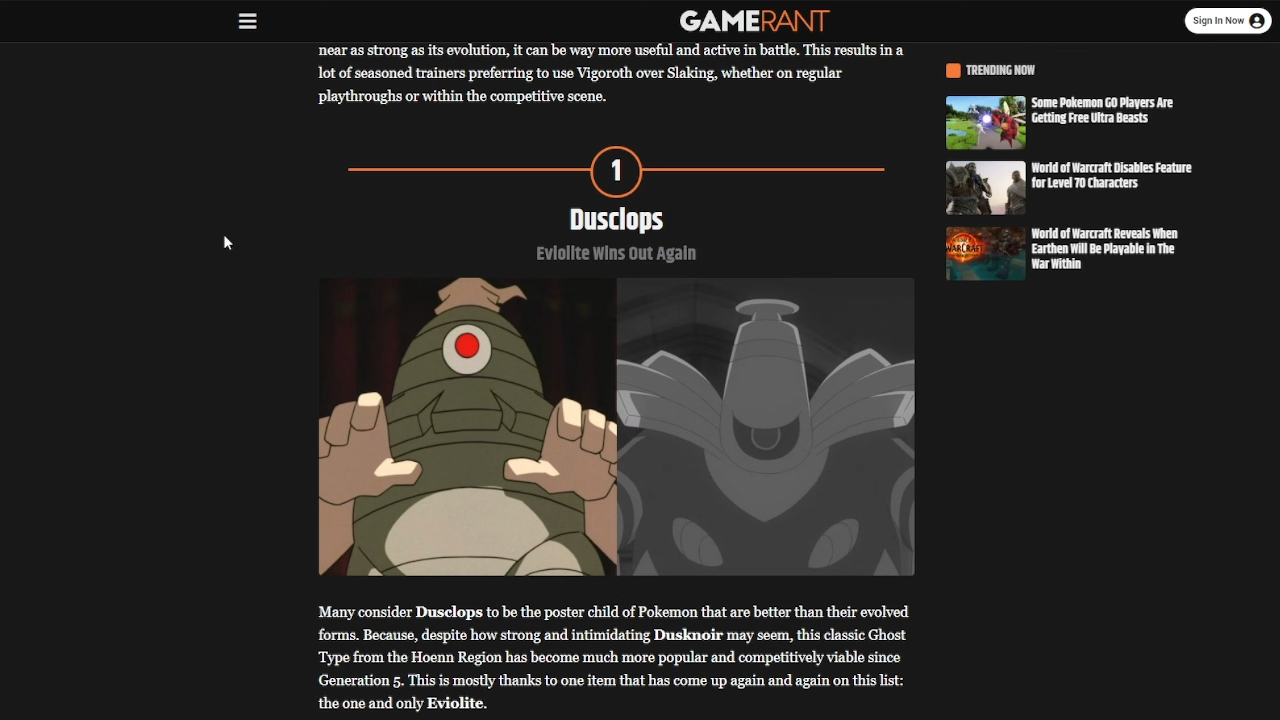 GAMERANT
Sign In Now
near as strong as its evolution, it can be way more useful and active in battle. This results in a
lot of seasoned trainers preferring to use Vigoroth over Slaking, whether on regular
playthroughs or within the competitive scene.
1
Dusclops
Eviolite Wins Out Again
Many consider Dusclops to be the poster child of Pokemon that are better than their evolved
forms. Because, despite how strong and intimidating Dusknoir may seem, this classic Ghost
Type from the Hoenn Region has become much more popular and competitively viable since
Generation 5. This is mostly thanks to one item that has come up again and again on this list:
the one and only Eviolite.
TRENDING NOW
Some Pokemon GO Players Are
Getting Free Ultra Beasts
World of Warcraft Disables Feature
for Level 70 Characters
WARCRAFT
World of Warcraft Reveals When
Earthen Will Be Playable in The
War Within